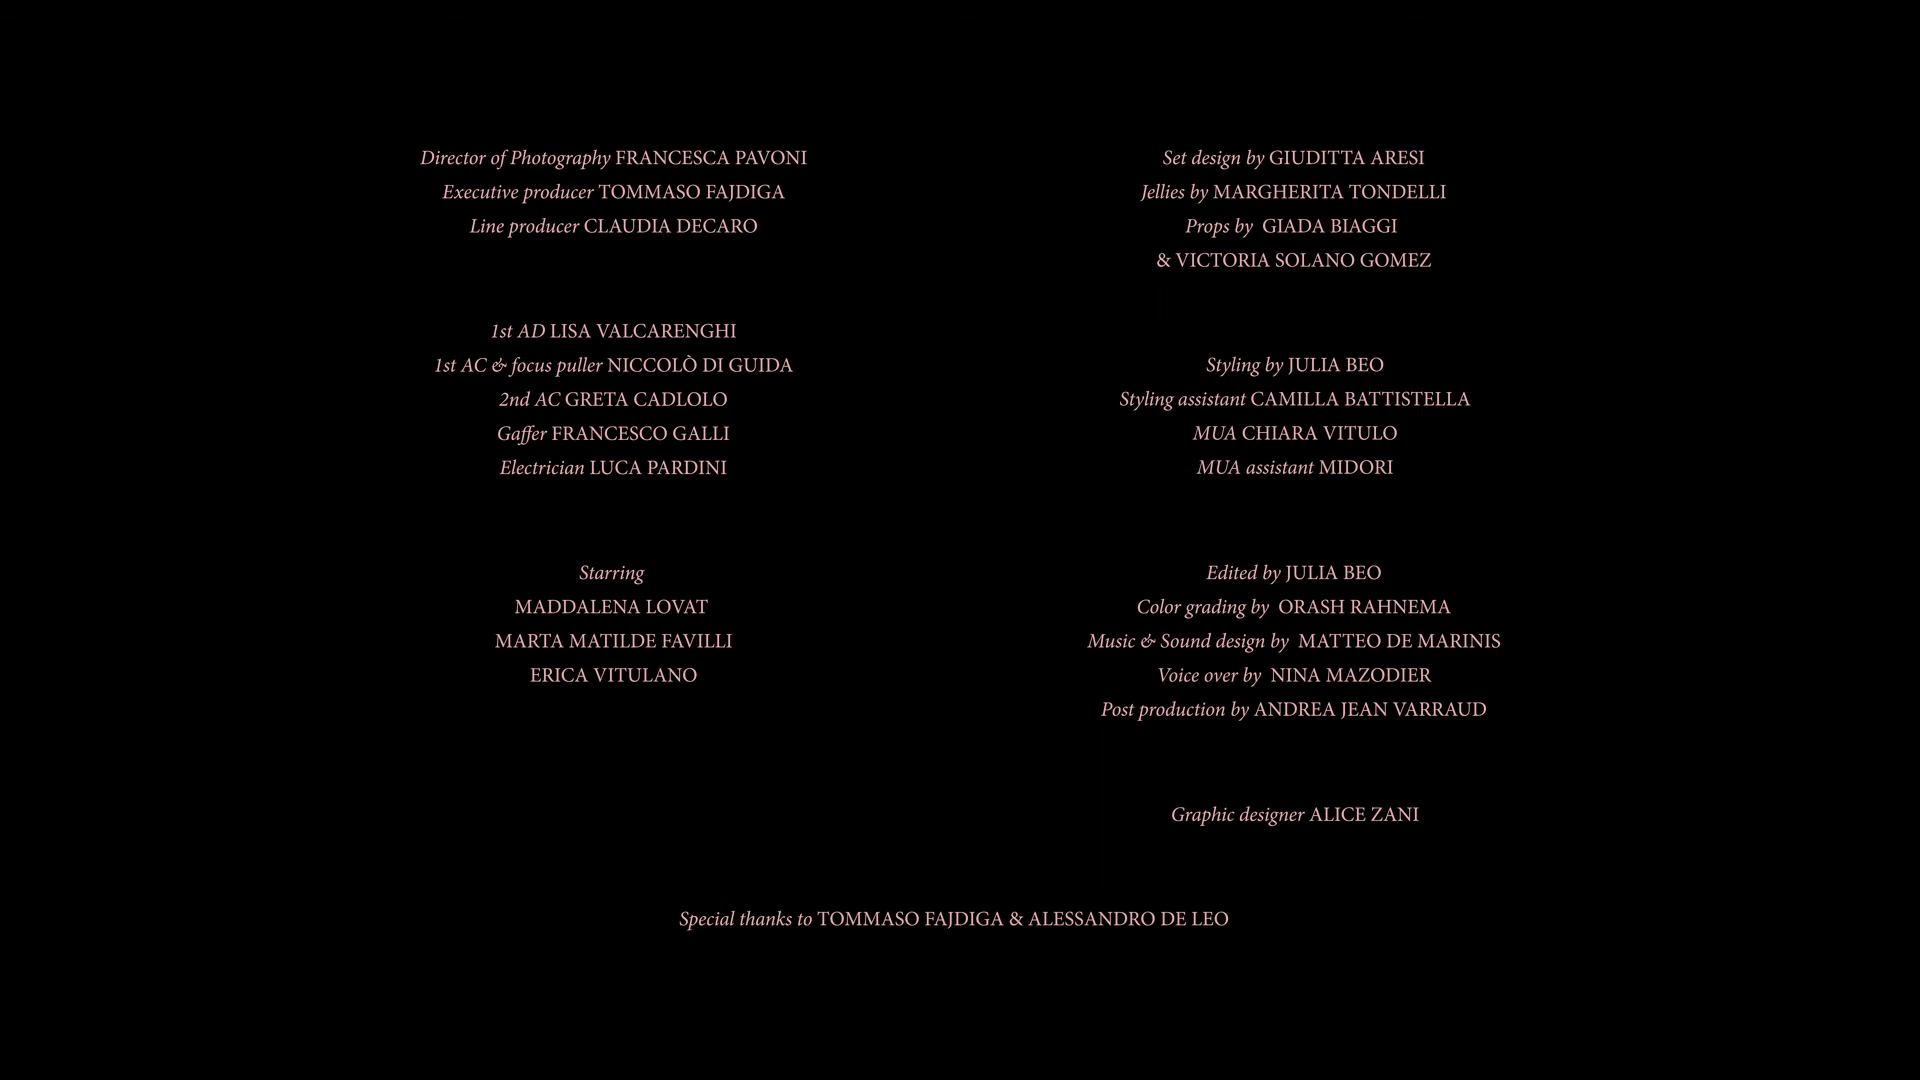 Director of Photography FRANCESCA PAVONI
Executive producer TOMMASO FAJDIGA
Line producer CLAUDIA DECARO
1st AD LISA VALCARENGHI
1st AC & focus puller NICCOLÒ DI GUIDA
2nd AC GRETA CADLOLO
Gaffer FRANCESCO GALLI
Electrician LUCA PARDINI
Starring
MADDALENA LOVAT
MARTA MATILDE FAVILLI
ERICA VITULANO
Set design by GIUDITTA ARESI
Jellies by MARGHERITA TONDELLI
Props by GIADA BIAGGI
& VICTORIA SOLANO GOMEZ
Styling by JULIA BEO
Styling assistant CAMILLA BATTISTELLA
MUA CHIARA VITULO
MUA assistant MIDORI
Edited by JULIA BEO
Color grading by ORASH RAHNEMA
Music & Sound design by MATTEO DE MARINIS
Voice over by NINA MAZODIER
Post production by ANDREA JEAN VARRAUD
Graphic designer ALICE ZANI
Special thanks to TOMMASO FAJDIGA & ALESSANDRO DE LEO